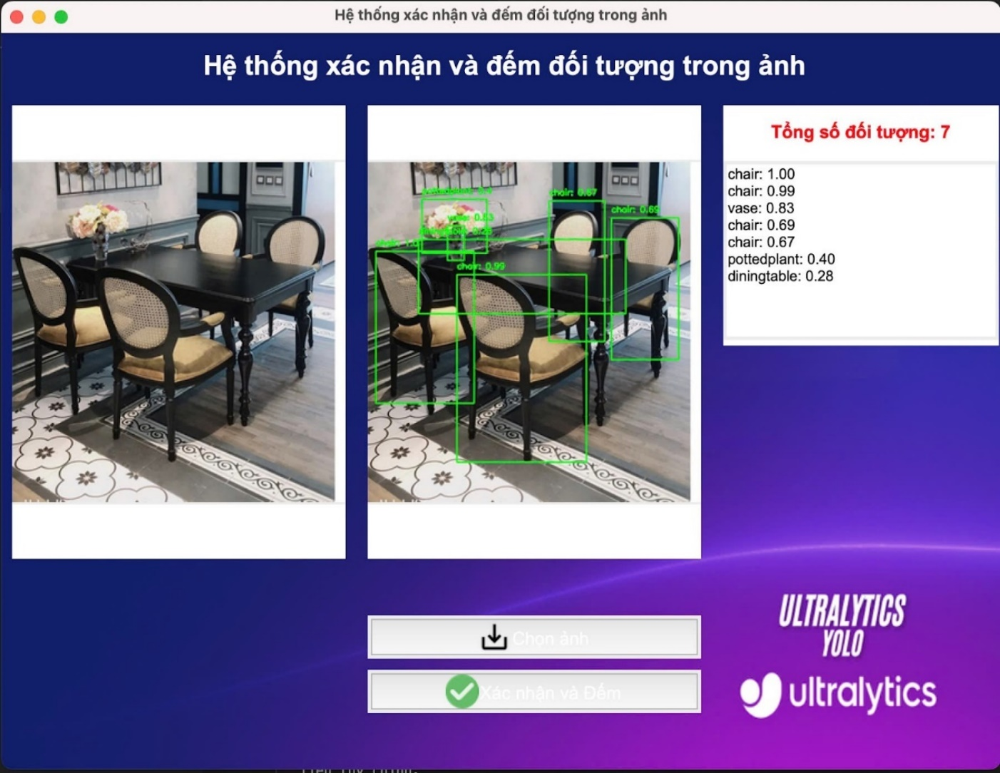 Hệ thống xác nhận và đếm đối tượng trong ảnh
Hệ thống xác nhận và đếm đối tượng trong ảnh
Tổng số đối tượng: 7
chair: 1.00
chair: 0.99
vase: 0.83
chair: 0.69
chair: 0.67
pottedplant: 0.40
diningtable: 0.28
pottedplant: 0.4
chair: 0.67
chair: 0.69
vase: 0.83
diningtable: 0.28
chair: 1.0
chair: 0.99
Chọn ảnh
Xác nhận và Đếm
ULTRALYTICS
YOLO
ultralytics